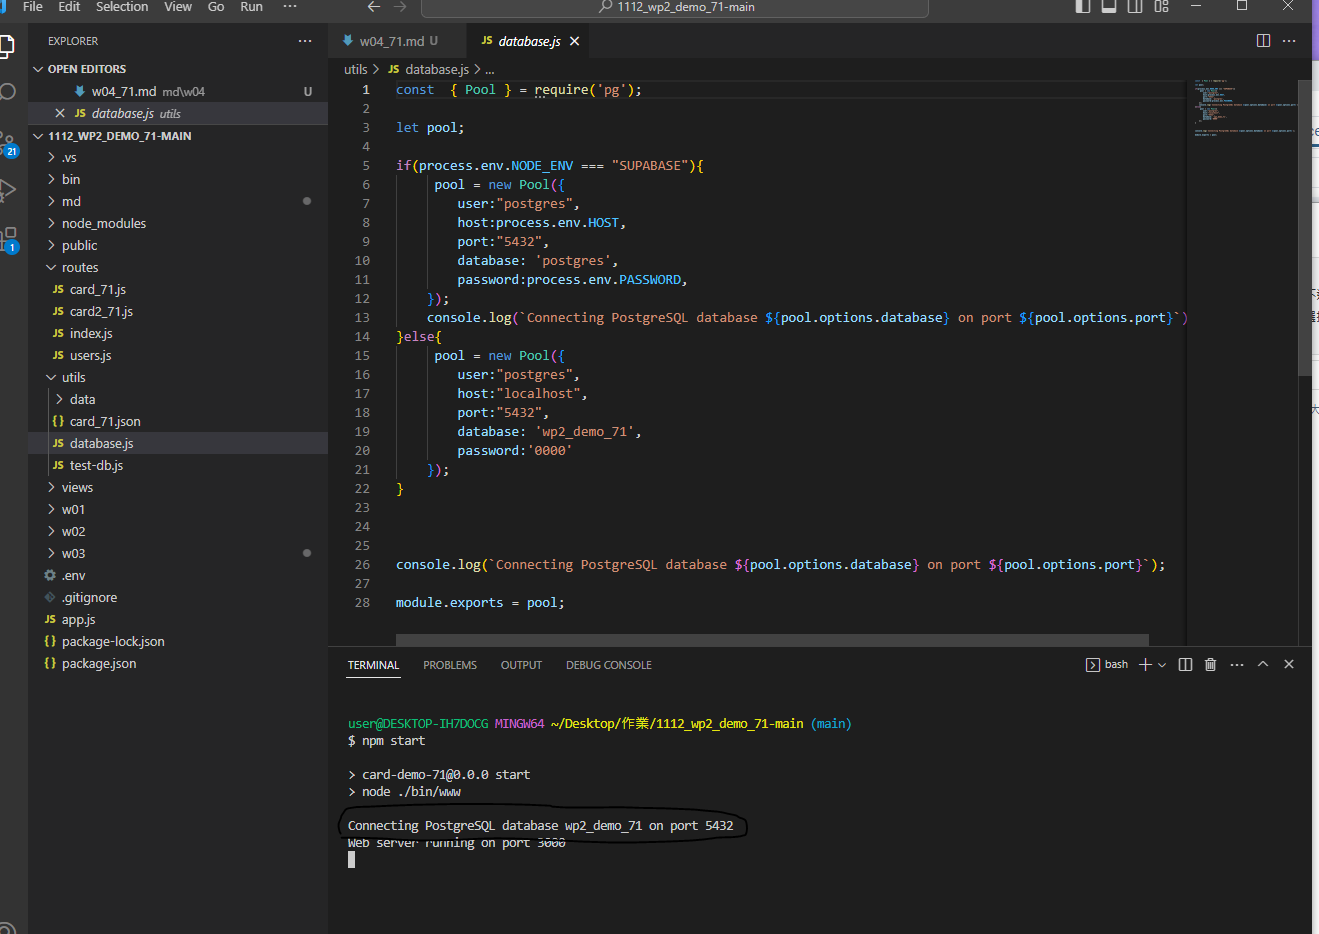 File Edit Selection View Go Run ··· 1112_wp2_demo_71-main
EXPLORER ···
OPEN EDITORS
w04_71.md md\w04 U
database.js utils
1112_WP2_DEMO_71-MAIN
.vs
bin
md
node_modules
public
routes
card_71.js
card2_71.js
index.js
users.js
utils
data
card_71.json
database.js
test-db.js
views
w01
w02
w03
.env
.gitignore
app.js
package-lock.json
package.json
21
1
w04_71.md U JS database.js
utils > JS database.js > ...
1 const { Pool } = require('pg');
2
3 let pool;
4
5 if(process.env.NODE_ENV === "SUPABASE"){
6 pool = new Pool({
7 user:"postgres",
8 host:process.env.HOST,
9 port:"5432",
10 database: 'postgres',
11 password:process.env.PASSWORD,
12 });
13 console.log(`Connecting PostgreSQL database ${pool.options.database} on port ${pool.options.port}`)
14 }else{
15 pool = new Pool({
16 user:"postgres",
17 host:"localhost",
18 port:"5432",
19 database: 'wp2_demo_71',
20 password:'0000'
21 });
22 }
23
24
25
26 console.log(`Connecting PostgreSQL database ${pool.options.database} on port ${pool.options.port}`);
27
28 module.exports = pool;
TERMINAL PROBLEMS OUTPUT DEBUG CONSOLE bash
user@DESKTOP-IH7DOCG MINGW64 ~/Desktop/作業/1112_wp2_demo_71-main (main)
$ npm start
> card-demo-71@0.0.0 start
> node ./bin/www
Connecting PostgreSQL database wp2_demo_71 on port 5432
Web server running on port 3000